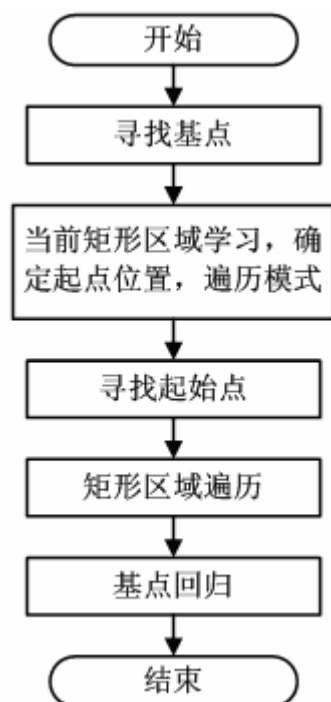 开始
寻找基点
当前矩形区域学习，确
定起点位置，遍历模式
寻找起始点
矩形区域遍历
基点回归
结束